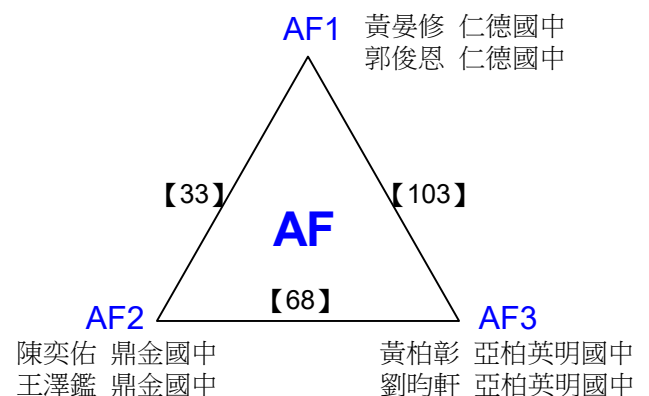 AF1 黃晏修 仁德國中
郭俊恩 仁德國中
【33】 【103】
AF
【68】
AF2 AF3
陳奕佑 鼎金國中 黃柏彰 亞柏英明國中
王澤鑑 鼎金國中 劉昀軒 亞柏英明國中